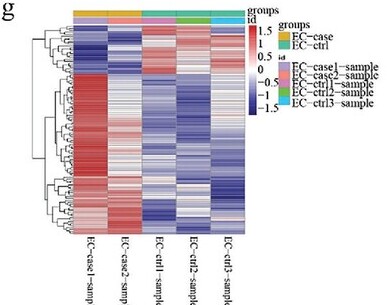 g
groups
id
1.5
1
0.5
0
−0.5
−1
−1.5
groups
EC−case
EC−ctrl
id
EC−case1−sample
EC−case2−sample
EC−ctrl1−sample
EC−ctrl2−sample
EC−ctrl3−sample
EC−case1−samp
EC−case2−samp
EC−ctrl1−sample
EC−ctrl2−sample
EC−ctrl3−sample